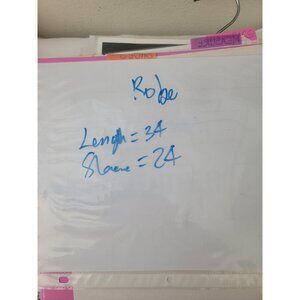 Robe
Length = 34
Sleeve = 24